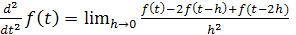 d²/dt² f(t) = lim_{h→0} (f(t)−2f(t−h)+f(t−2h))/h²